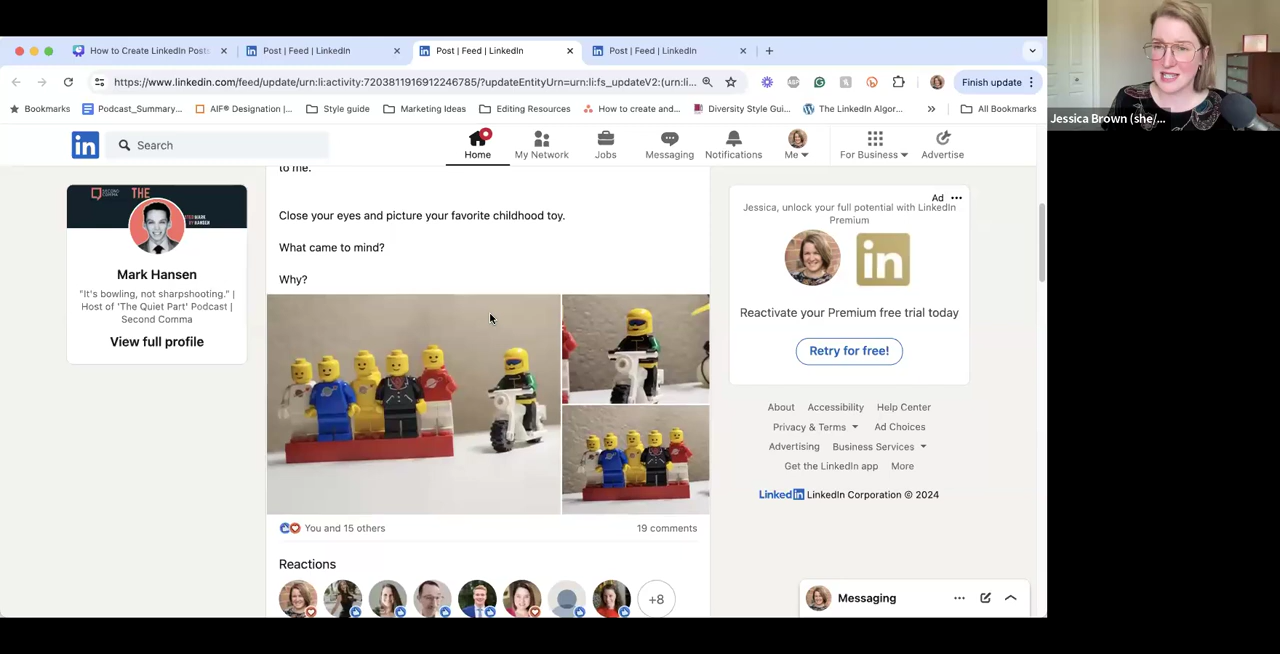 How to Create LinkedIn Posts
Post | Feed | LinkedIn
Post | Feed | LinkedIn
Post | Feed | LinkedIn
https://www.linkedin.com/feed/update/urn:li:activity:7203811916912246785/?updateEntityUrn=urn:li:fs_updateV2:(urn:li...
Finish update
Bookmarks
Podcast_Summary...
AIF® Designation |...
Style guide
Marketing Ideas
Editing Resources
How to create and...
Diversity Style Gui...
The LinkedIn Algor...
»
All Bookmarks
Jessica Brown (she/...
in
Search
Home
My Network
Jobs
Messaging
Notifications
Me
For Business
Advertise
SECOND COMMA
THE
Mark Hansen
"It's bowling, not sharpshooting." |
Host of 'The Quiet Part' Podcast |
Second Comma
View full profile
to me.
Close your eyes and picture your favorite childhood toy.
What came to mind?
Why?
You and 15 others
19 comments
Reactions
+8
Ad
Jessica, unlock your full potential with LinkedIn
Premium
in
Reactivate your Premium free trial today
Retry for free!
About Accessibility Help Center
Privacy & Terms Ad Choices
Advertising Business Services
Get the LinkedIn app More
LinkedIn LinkedIn Corporation © 2024
Messaging